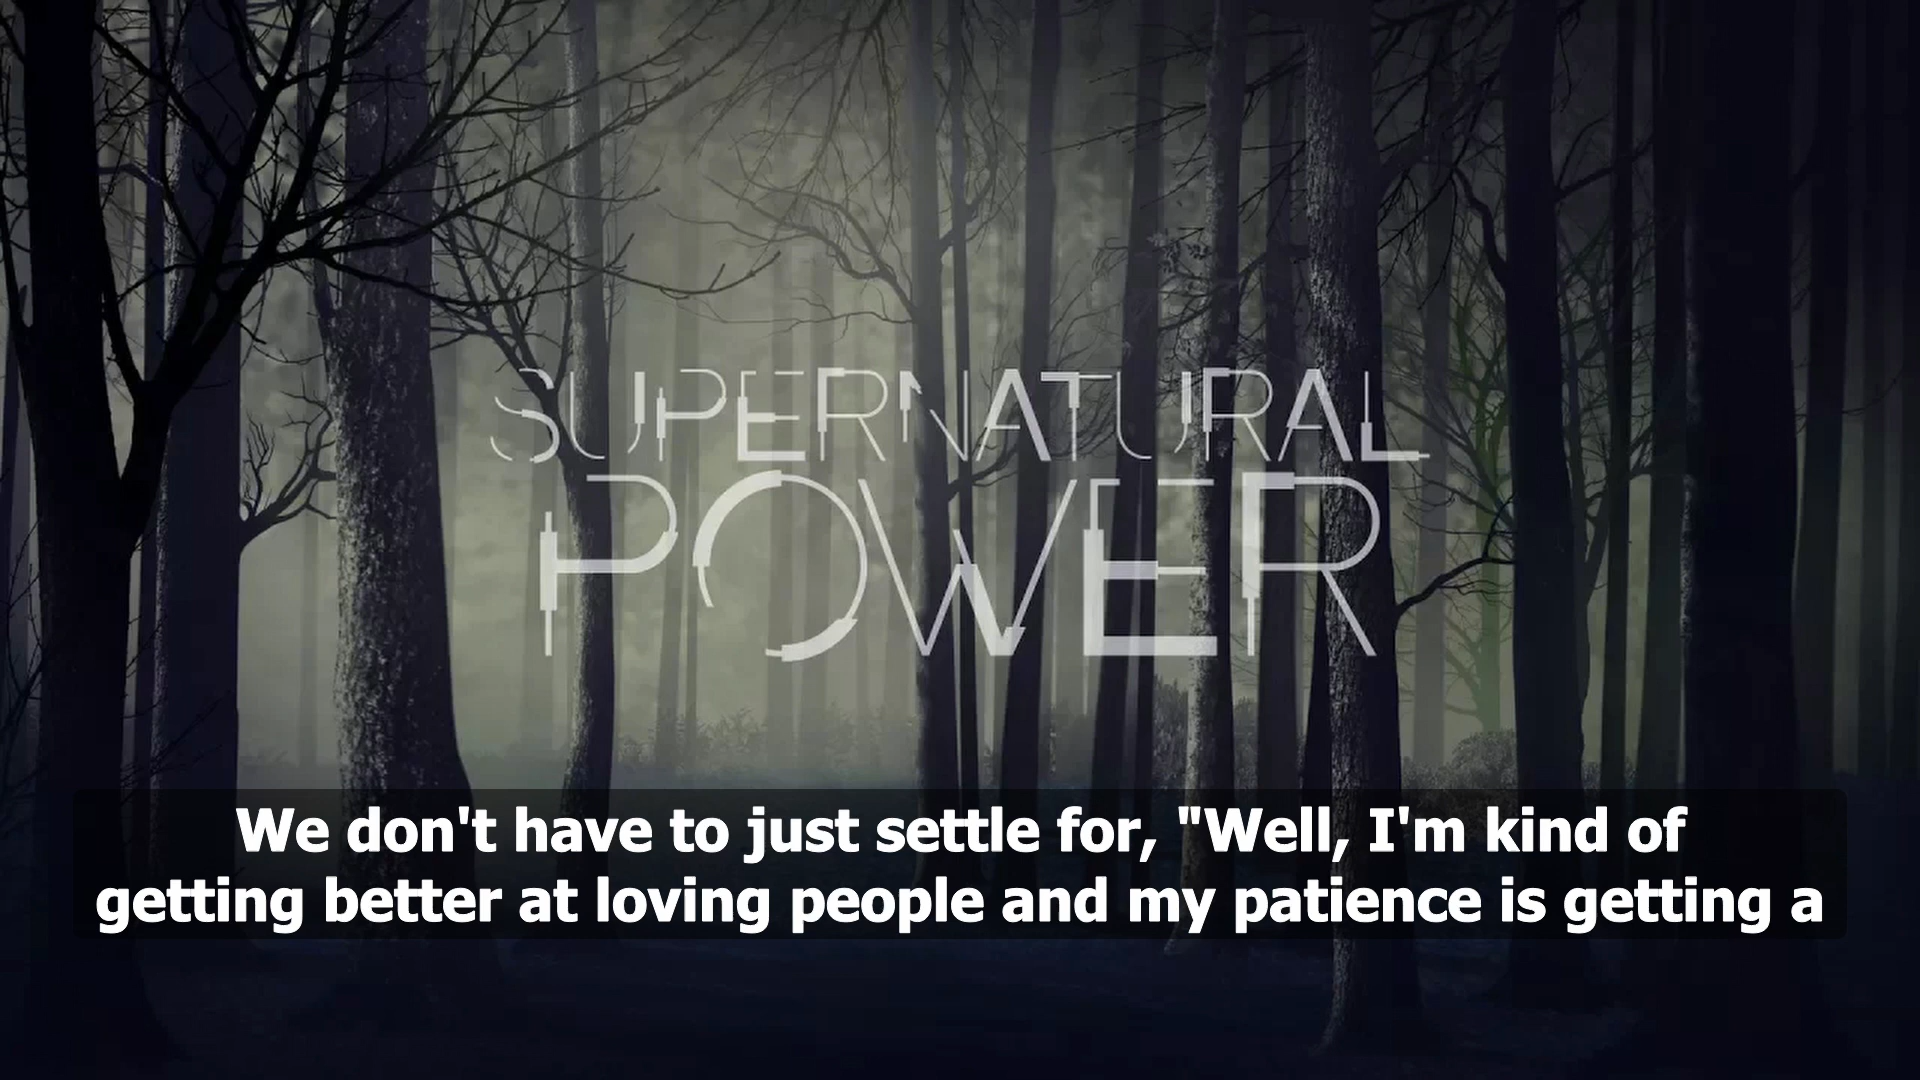 SUPERNATURAL
POWER
We don't have to just settle for, "Well, I'm kind of
getting better at loving people and my patience is getting a